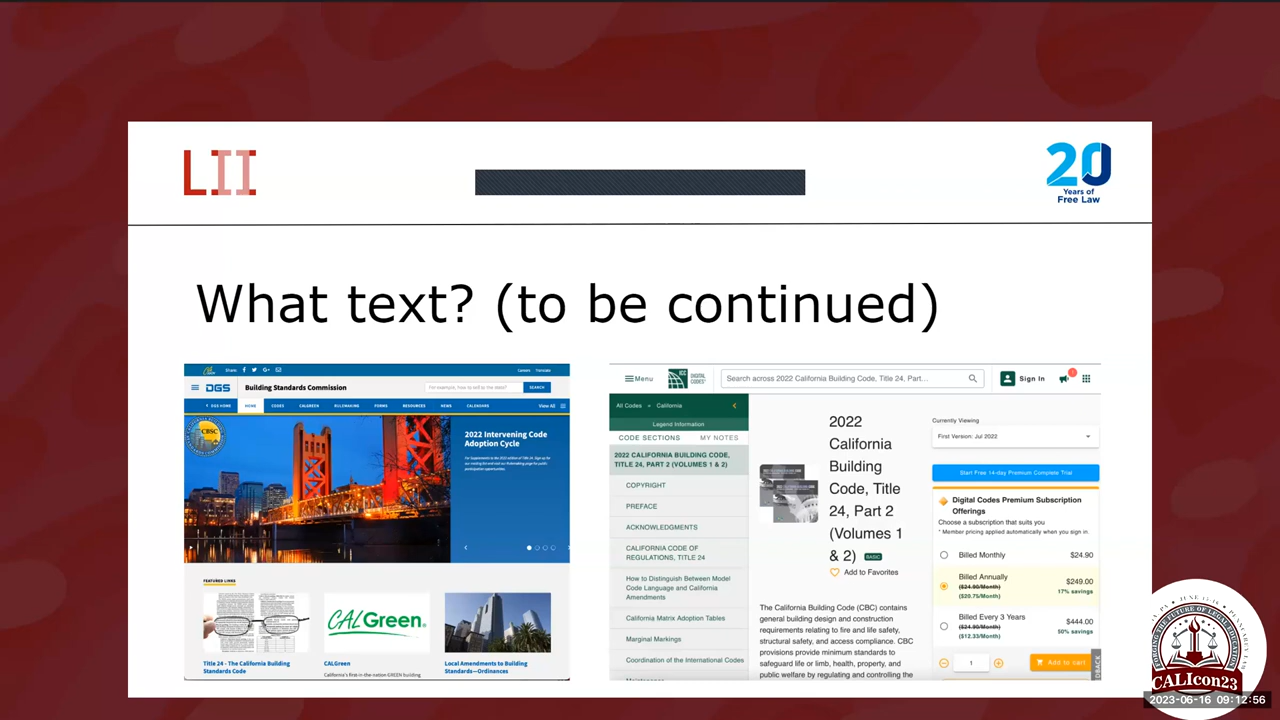 LII
20
Years of
Free Law
What text? (to be continued)
Share
Careers
Translate
DGS
Building Standards Commission
SEARCH
DGS HOME
HOME
CODES
CALGREEN
RULEMAKING
FORMS
RESOURCES
NEWS
CALENDARS
View All
CBSC
2022 Intervening Code
Adoption Cycle
FEATURED LINKS
CALGreen
Title 24 - The California Building
Standards Code
CALGreen
California's first-in-the-nation GREEN building
Local Amendments to Building
Standards—Ordinances
Menu
ICC
DIGITAL
CODES
Search across 2022 California Building Code, Title 24, Part...
Sign In
All Codes » California
Legend Information
CODE SECTIONS
MY NOTES
2022 CALIFORNIA BUILDING CODE,
TITLE 24, PART 2 (VOLUMES 1 & 2)
COPYRIGHT
PREFACE
ACKNOWLEDGMENTS
CALIFORNIA CODE OF
REGULATIONS, TITLE 24
How to Distinguish Between Model
Code Language and California
Amendments
California Matrix Adoption Tables
Marginal Markings
Coordination of the International Codes
2022
California
Building
Code, Title
24, Part 2
(Volumes 1
& 2)
BASIC
Add to Favorites
The California Building Code (CBC) contains
general building design and construction
requirements relating to fire and life safety,
structural safety, and access compliance. CBC
provisions provide minimum standards to
safeguard life or limb, health, property, and
public welfare by regulating and controlling the
Currently Viewing
First Version: Jul 2022
Start Free 14-day Premium Complete Trial
Digital Codes Premium Subscription
Offerings
Choose a subscription that suits you
* Member pricing applied automatically when you sign in.
Billed Monthly
$24.90
Billed Annually
$249.00
($24.90/Month)
17% savings
($20.75/Month)
Billed Every 3 Years
$444.00
($24.90/Month)
50% savings
($12.33/Month)
1
Add to cart
CALIcon23
2023-06-16 09:12:56